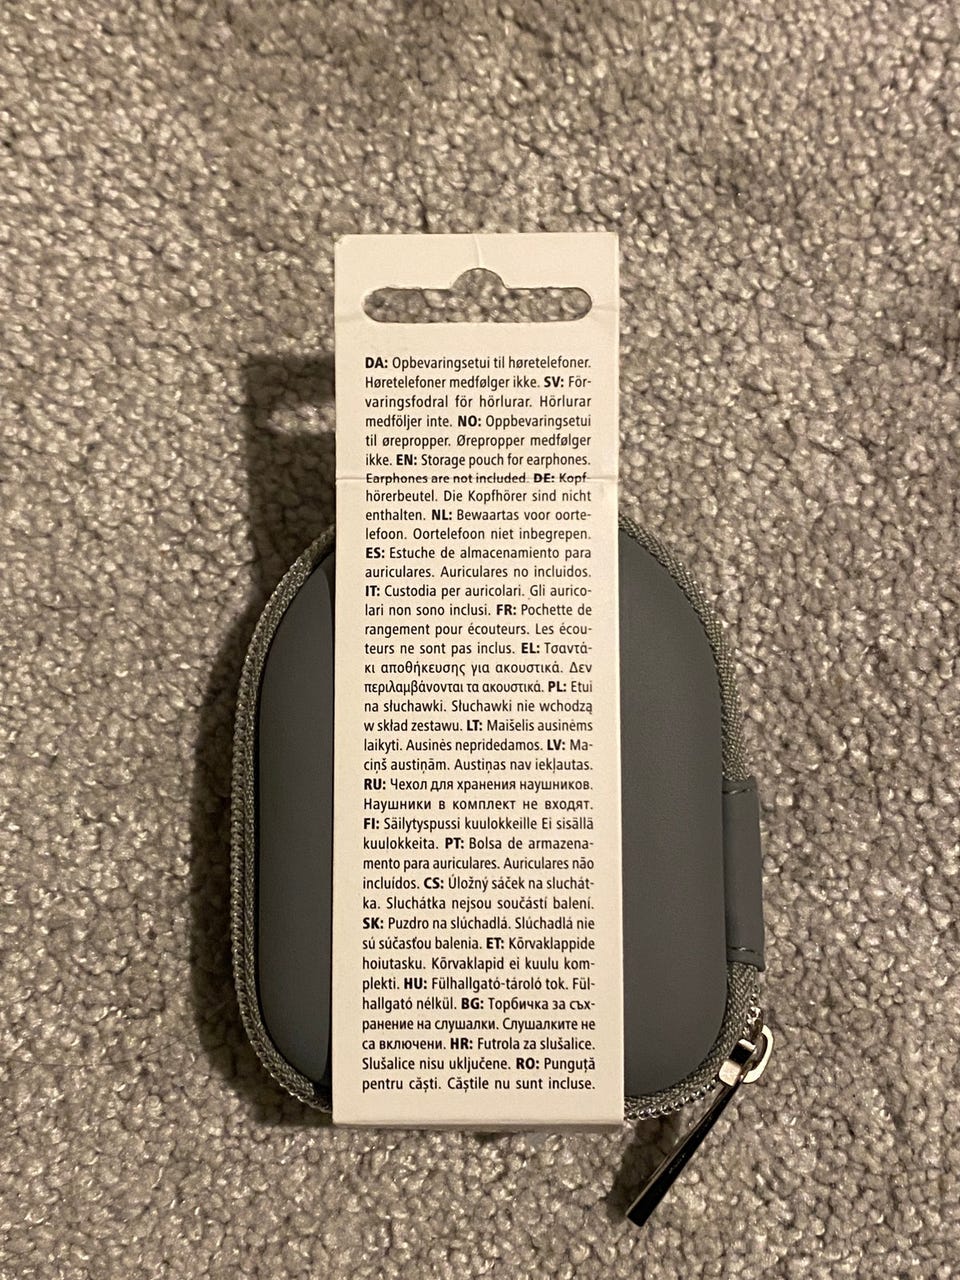 DA: Opbevaringsetui til høretelefoner.
Høretelefoner medfølger ikke. SV: För-
varingsfodral för hörlurar. Hörlurar
medföljer inte. NO: Oppbevaringsetui
til ørepropper. Ørepropper medfølger
ikke. EN: Storage pouch for earphones.
Earphones are not included. DE: Kopf-
hörerbeutel. Die Kopfhörer sind nicht
enthalten. NL: Bewaartas voor oorte-
lefoon. Oortelefoon niet inbegrepen.
ES: Estuche de almacenamiento para
auriculares. Auriculares no incluidos.
IT: Custodia per auricolari. Gli aurico-
lari non sono inclusi. FR: Pochette de
rangement pour écouteurs. Les écou-
teurs ne sont pas inclus. EL: Τσαντά-
κι αποθήκευσης για ακουστικά. Δεν
περιλαμβάνονται τα ακουστικά. PL: Etui
na słuchawki. Słuchawki nie wchodzą
w skład zestawu. LT: Maišelis ausinėms
laikyti. Ausinės nepridedamos. LV: Ma-
ciņš austiņām. Austiņas nav iekļautas.
RU: Чехол для хранения наушников.
Наушники в комплект не входят.
FI: Säilytyspussi kuulokkeille Ei sisällä
kuulokkeita. PT: Bolsa de armazena-
mento para auriculares. Auriculares não
incluídos. CS: Úložný sáček na sluchát-
ka. Sluchátka nejsou součástí balení.
SK: Puzdro na slúchadlá. Slúchadlá nie
sú súčasťou balenia. ET: Kõrvaklappide
hoiutasku. Kõrvaklapid ei kuulu kom-
plekti. HU: Fülhallgató-tároló tok. Fül-
hallgató nélkül. BG: Торбичка за съх-
ранение на слушалки. Слушалките не
са включени. HR: Futrola za slušalice.
Slušalice nisu uključene. RO: Punguță
pentru căști. Căștile nu sunt incluse.